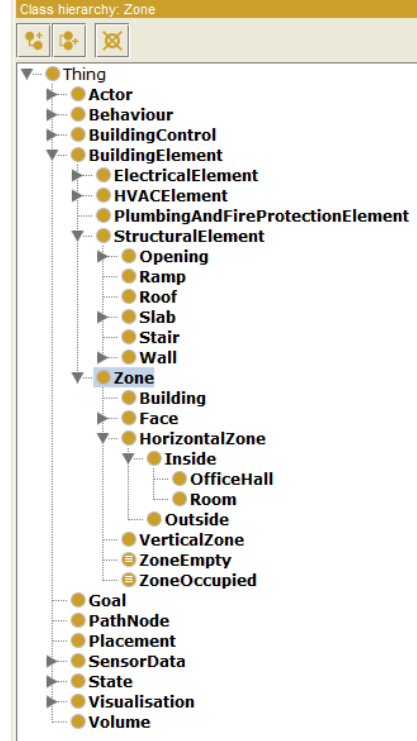 Class hierarchy: Zone
Thing
Actor
Behaviour
BuildingControl
BuildingElement
ElectricalElement
HVACElement
PlumbingAndFireProtectionElement
StructuralElement
Opening
Ramp
Roof
Slab
Stair
Wall
Zone
Building
Face
HorizontalZone
Inside
OfficeHall
Room
Outside
VerticalZone
ZoneEmpty
ZoneOccupied
Goal
PathNode
Placement
SensorData
State
Visualisation
Volume